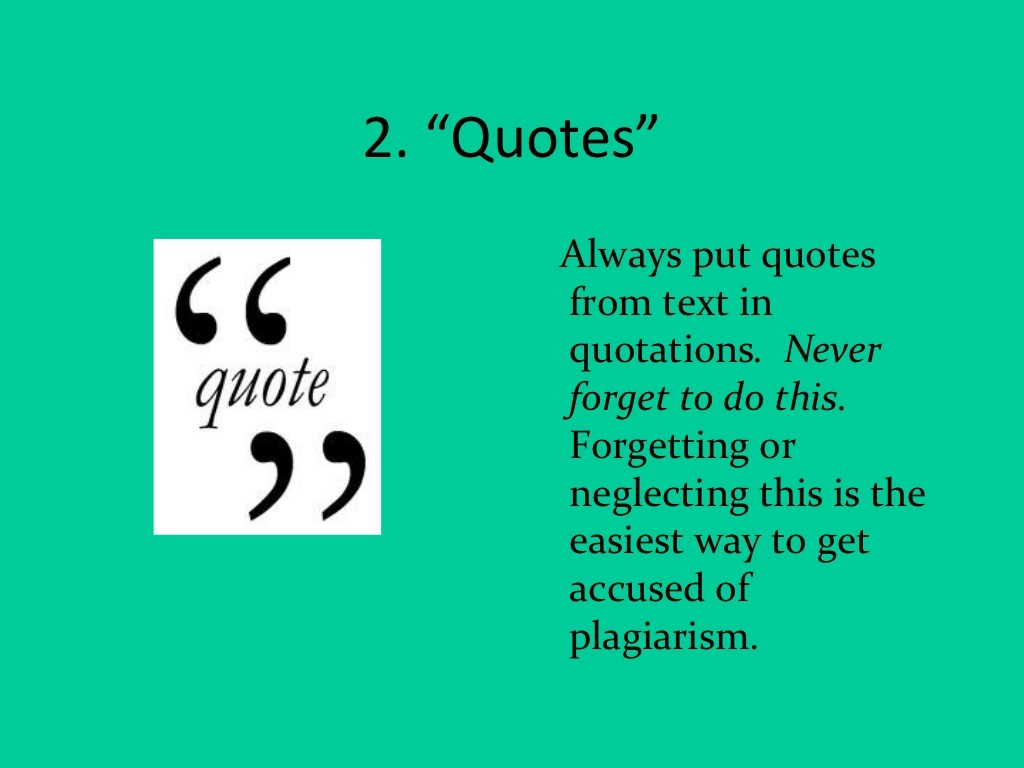 2. “Quotes”
“
quote
”
Always put quotes
from text in
quotations.  Never
forget to do this.
Forgetting or
neglecting this is the
easiest way to get
accused of
plagiarism.